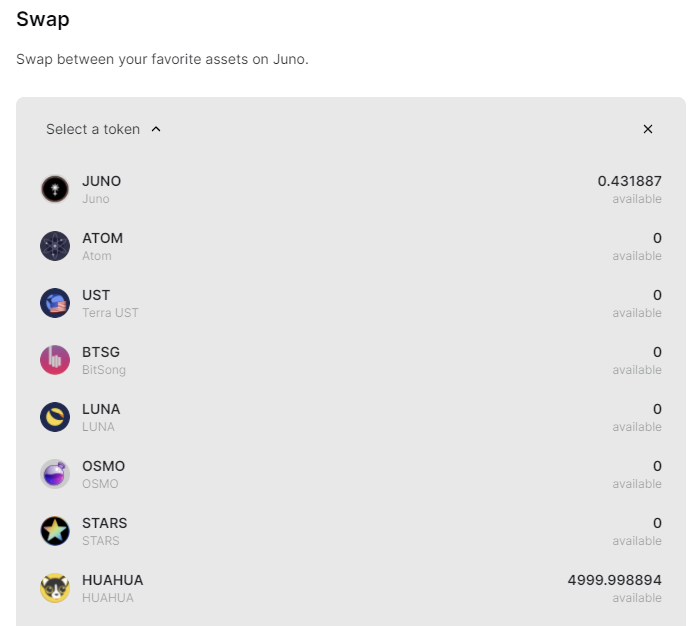 Swap
Swap between your favorite assets on Juno.
Select a token
JUNO 0.431887
Juno available
ATOM 0
Atom available
UST 0
Terra UST available
BTSG 0
BitSong available
LUNA 0
LUNA available
OSMO 0
OSMO available
STARS 0
STARS available
HUAHUA 4999.998894
HUAHUA available